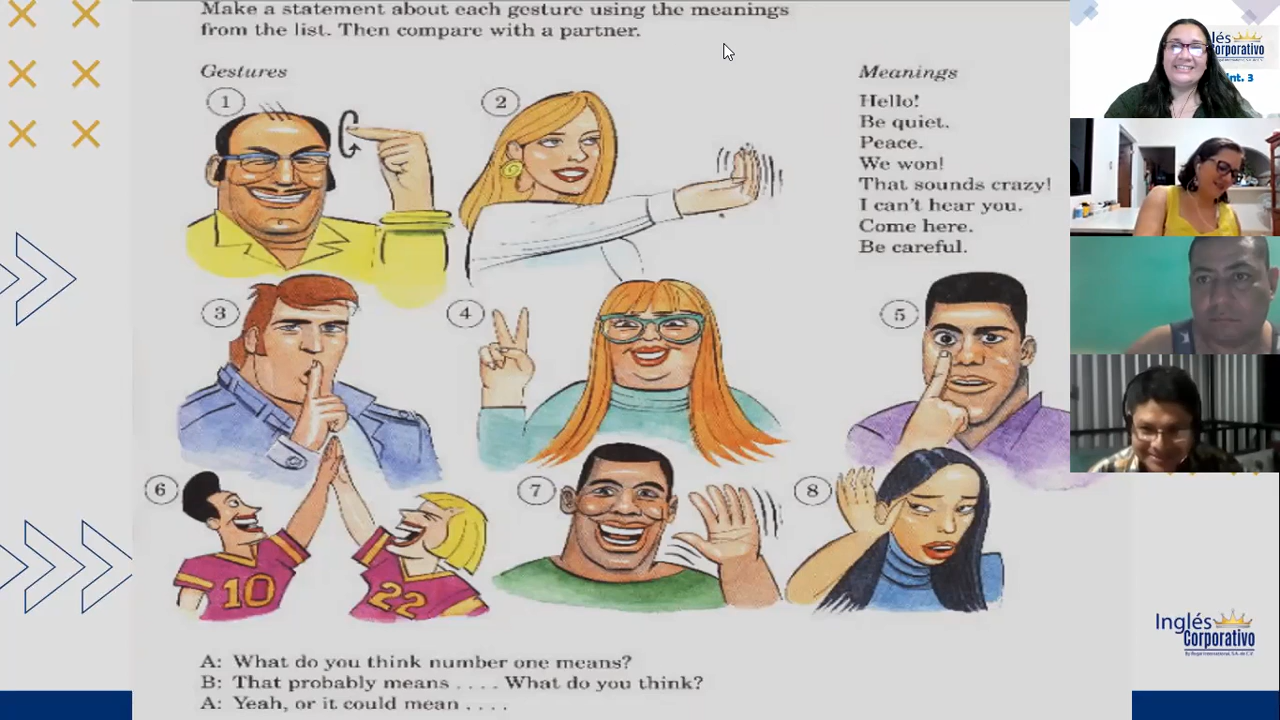 Make a statement about each gesture using the meanings
from the list. Then compare with a partner.
Gestures
Meanings
1
2
Hello!
Be quiet.
Peace.
We won!
That sounds crazy!
I can't hear you.
Come here.
Be careful.
3
4
5
6
10
22
7
8
A: What do you think number one means?
B: That probably means . . . . What do you think?
A: Yeah, or it could mean . . . .
lés
Corporativo
Int. 3
Inglés
Corporativo